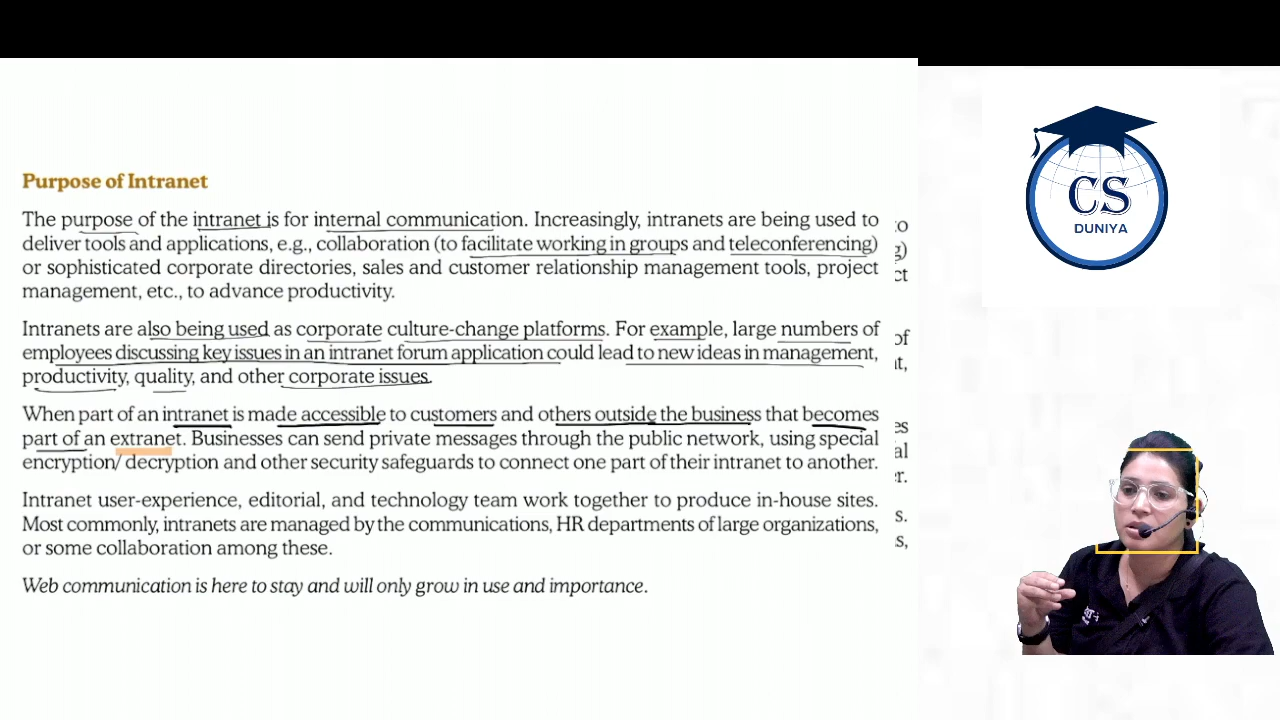 Purpose of Intranet
The purpose of the intranet is for internal communication. Increasingly, intranets are being used to
deliver tools and applications, e.g., collaboration (to facilitate working in groups and teleconferencing)
or sophisticated corporate directories, sales and customer relationship management tools, project
management, etc., to advance productivity.
Intranets are also being used as corporate culture-change platforms. For example, large numbers of
employees discussing key issues in an intranet forum application could lead to new ideas in management,
productivity, quality, and other corporate issues.
When part of an intranet is made accessible to customers and others outside the business that becomes
part of an extranet. Businesses can send private messages through the public network, using special
encryption/ decryption and other security safeguards to connect one part of their intranet to another.
Intranet user-experience, editorial, and technology team work together to produce in-house sites.
Most commonly, intranets are managed by the communications, HR departments of large organizations,
or some collaboration among these.
Web communication is here to stay and will only grow in use and importance.
CS
DUNIYA